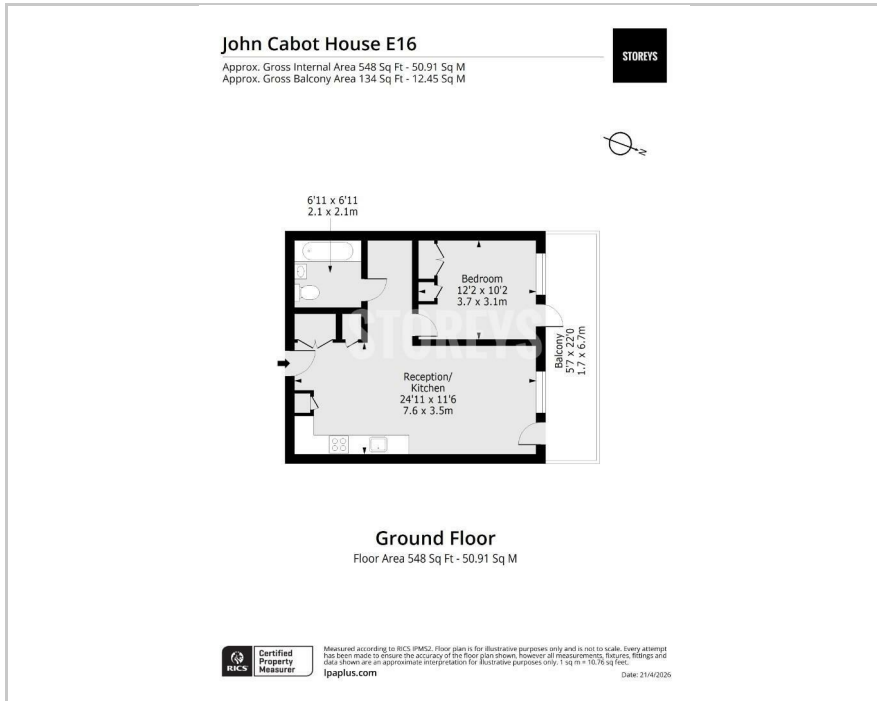 John Cabot House E16
Approx. Gross Internal Area 548 Sq Ft - 50.91 Sq M
Approx. Gross Balcony Area 134 Sq Ft - 12.45 Sq M
STOREYS
N
6'11 x 6'11
2.1 x 2.1m
Bedroom
12'2 x 10'2
3.7 x 3.1m
STOREYS
Balcony
5'7 x 22'0
1.7 x 6.7m
Reception/
Kitchen
24'11 x 11'6
7.6 x 3.5m
Ground Floor
Floor Area 548 Sq Ft - 50.91 Sq M
RICS
Certified
Property
Measurer
Measured according to RICS IPMS2. Floor plan is for illustrative purposes only and is not to scale. Every attempt
has been made to ensure the accuracy of the floor plan shown, however all measurements, fixtures, fittings and
data shown are an approximate interpretation for illustrative purposes only. 1 sq m = 10.76 sq feet.
lpaplus.com
Date: 21/4/2026